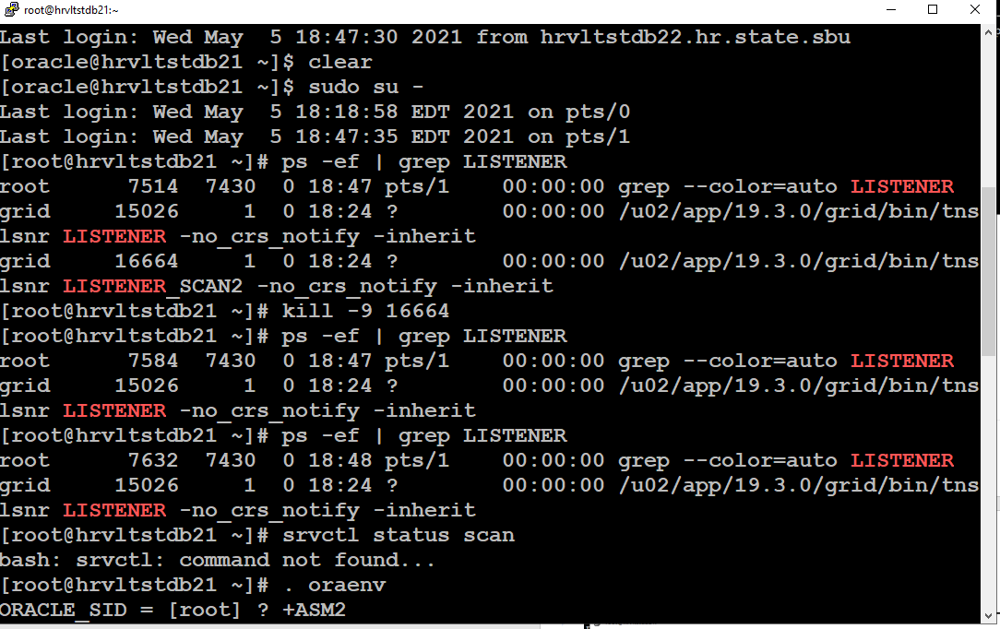 root@hrvltstdb21:~
Last login: Wed May  5 18:47:30 2021 from hrvltstdb22.hr.state.sbu
[oracle@hrvltstdb21 ~]$ clear
[oracle@hrvltstdb21 ~]$ sudo su -
Last login: Wed May  5 18:18:58 EDT 2021 on pts/0
Last login: Wed May  5 18:47:35 EDT 2021 on pts/1
[root@hrvltstdb21 ~]# ps -ef | grep LISTENER
root      7514  7430  0 18:47 pts/1    00:00:00 grep --color=auto LISTENER
grid     15026     1  0 18:24 ?        00:00:00 /u02/app/19.3.0/grid/bin/tns
lsnr LISTENER -no_crs_notify -inherit
grid     16664     1  0 18:24 ?        00:00:00 /u02/app/19.3.0/grid/bin/tns
lsnr LISTENER_SCAN2 -no_crs_notify -inherit
[root@hrvltstdb21 ~]# kill -9 16664
[root@hrvltstdb21 ~]# ps -ef | grep LISTENER
root      7584  7430  0 18:47 pts/1    00:00:00 grep --color=auto LISTENER
grid     15026     1  0 18:24 ?        00:00:00 /u02/app/19.3.0/grid/bin/tns
lsnr LISTENER -no_crs_notify -inherit
[root@hrvltstdb21 ~]# ps -ef | grep LISTENER
root      7632  7430  0 18:48 pts/1    00:00:00 grep --color=auto LISTENER
grid     15026     1  0 18:24 ?        00:00:00 /u02/app/19.3.0/grid/bin/tns
lsnr LISTENER -no_crs_notify -inherit
[root@hrvltstdb21 ~]# srvctl status scan
bash: srvctl: command not found...
[root@hrvltstdb21 ~]# . oraenv
ORACLE_SID = [root] ? +ASM2